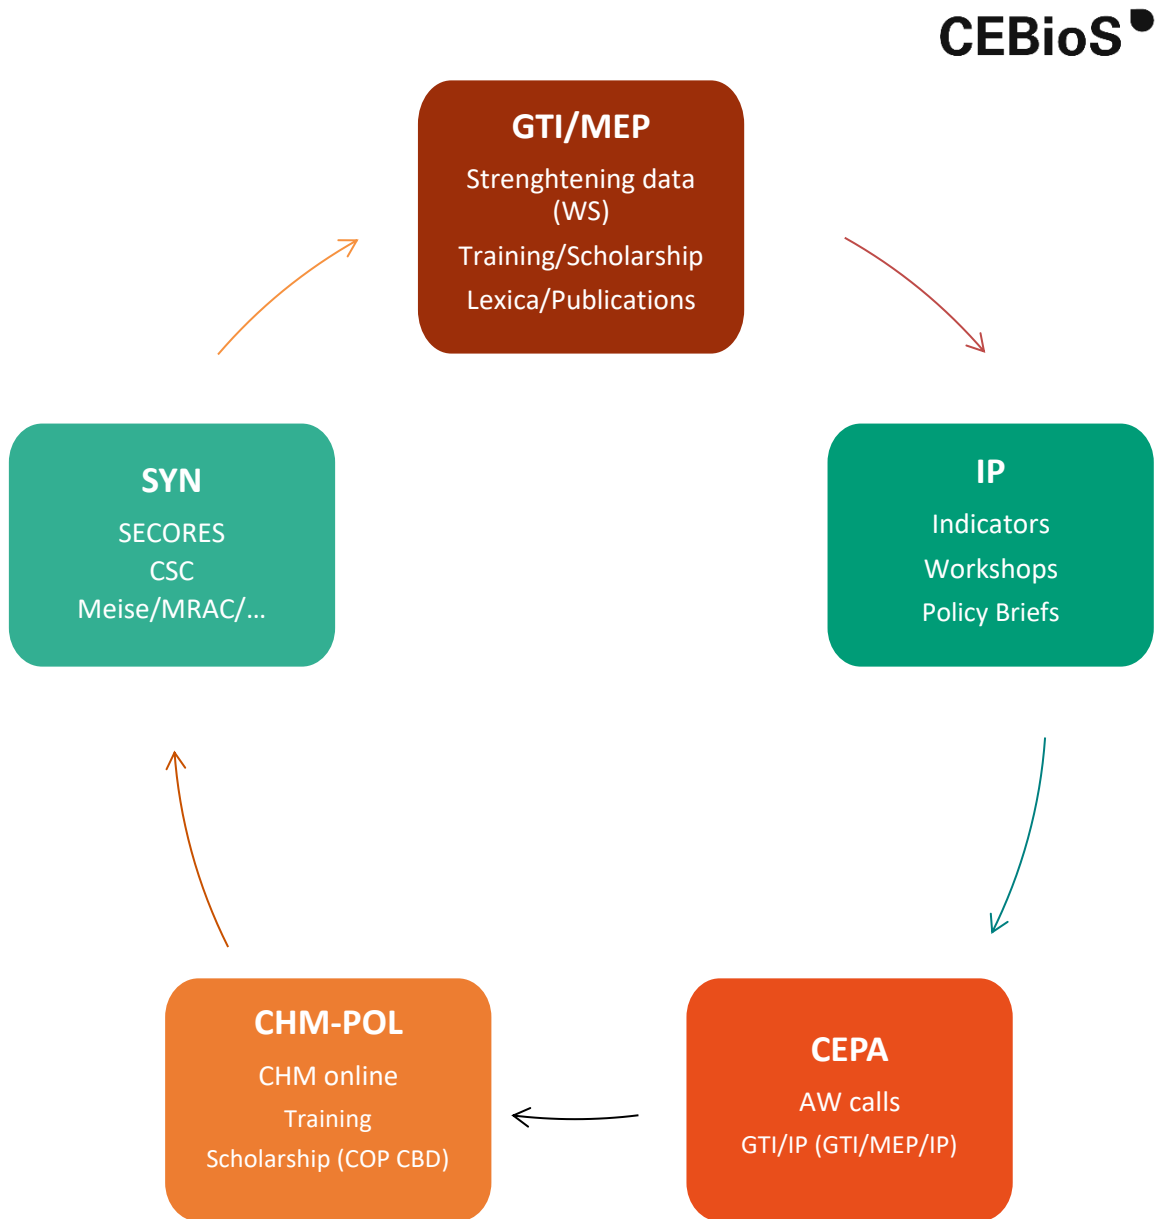 CEBioS
GTI/MEP
Strenghtening data
(WS)
Training/Scholarship
Lexica/Publications
IP
Indicators
Workshops
Policy Briefs
CEPA
AW calls
GTI/IP (GTI/MEP/IP)
CHM-POL
CHM online
Training
Scholarship (COP CBD)
SYN
SECORES
CSC
Meise/MRAC/...